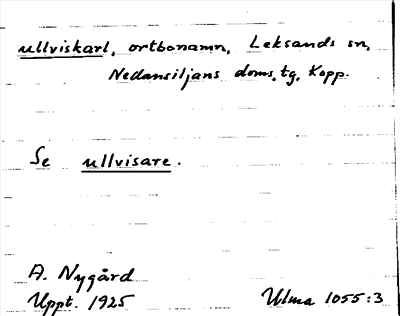 ullviskarl, ortbonamn, Leksands sn,
Nedansiljans doms. tg, Kopp.
Se ullvisare.
A. Nygård
Uppt. 1925 Ulma 1055:3